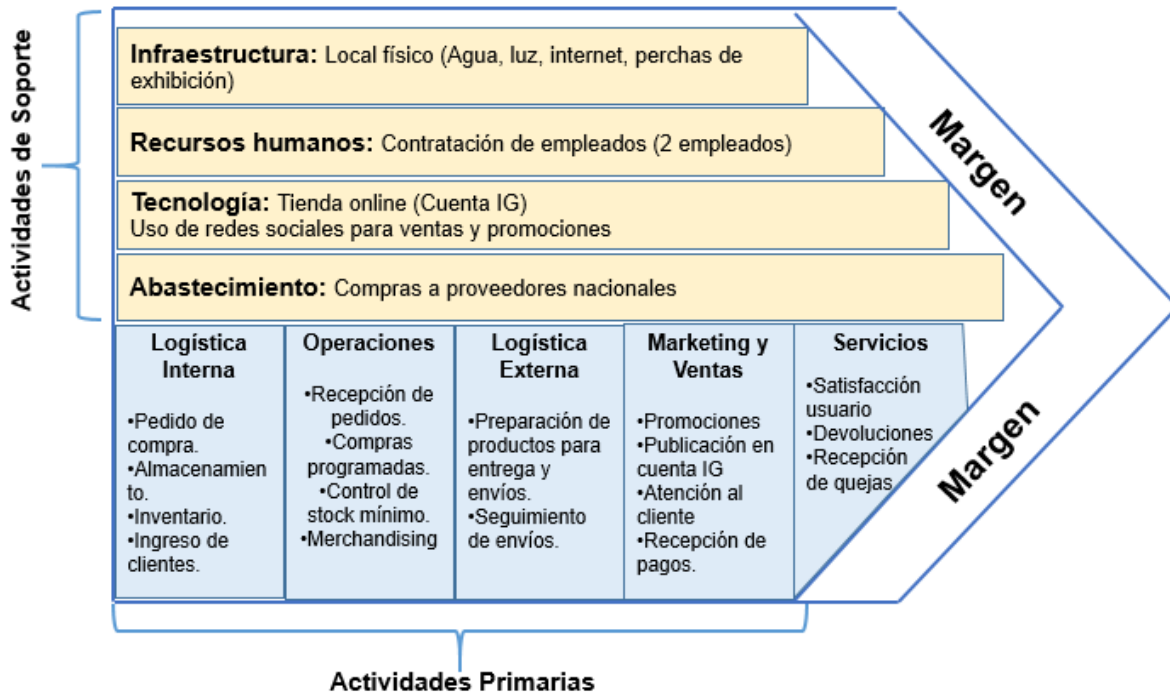 Actividades de Soporte
Infraestructura: Local físico (Agua, luz, internet, perchas de
exhibición)
Recursos humanos: Contratación de empleados (2 empleados)
Tecnología: Tienda online (Cuenta IG)
Uso de redes sociales para ventas y promociones
Abastecimiento: Compras a proveedores nacionales
Margen
Margen
Logística
Interna
•Pedido de
compra.
•Almacenamien
to.
•Inventario.
•Ingreso de
clientes.
Operaciones
•Recepción de
pedidos.
•Compras
programadas.
•Control de
stock mínimo.
•Merchandising
Logística
Externa
•Preparación de
productos para
entrega y
envíos.
•Seguimiento
de envíos.
Marketing y
Ventas
•Promociones
•Publicación en
cuenta IG
•Atención al
cliente
•Recepción de
pagos.
Servicios
•Satisfacción
usuario
•Devoluciones
•Recepción
de quejas
Actividades Primarias